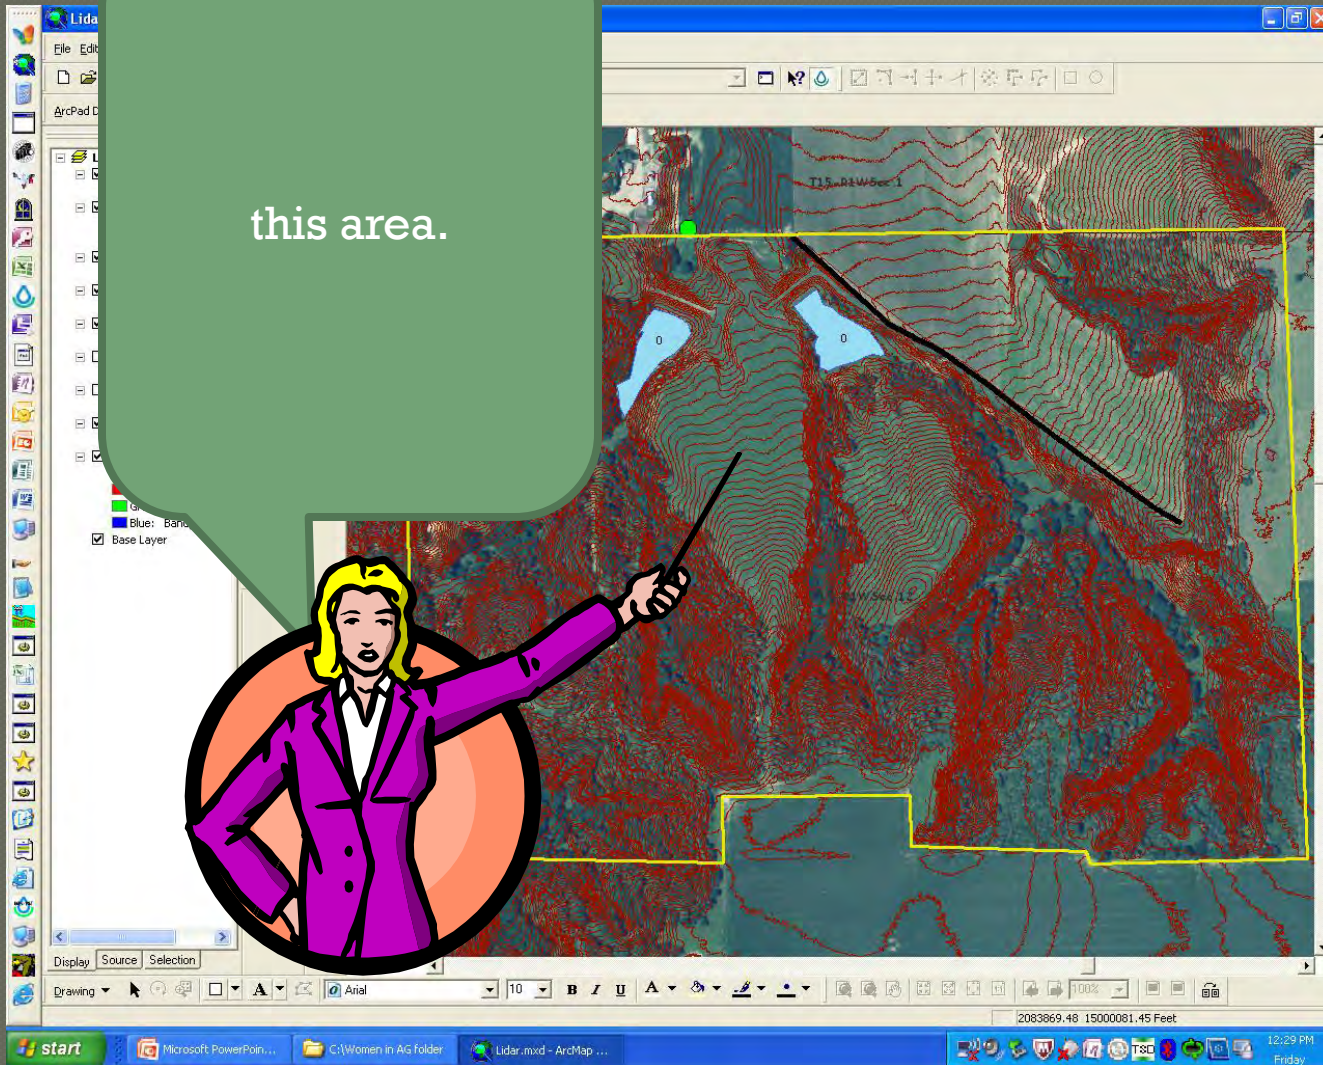 Lida
File Edit
ArcPad D
this area.
T15 R1W Sec 1
0
0
Blue: Band
Base Layer
Display Source Selection
Drawing A Arial 10 B I U A 100%
2083869.48 15000081.45 Feet
start Microsoft PowerPoin... C:\Women in AG folder Lidar.mxd - ArcMap ... 12:29 PM
Friday